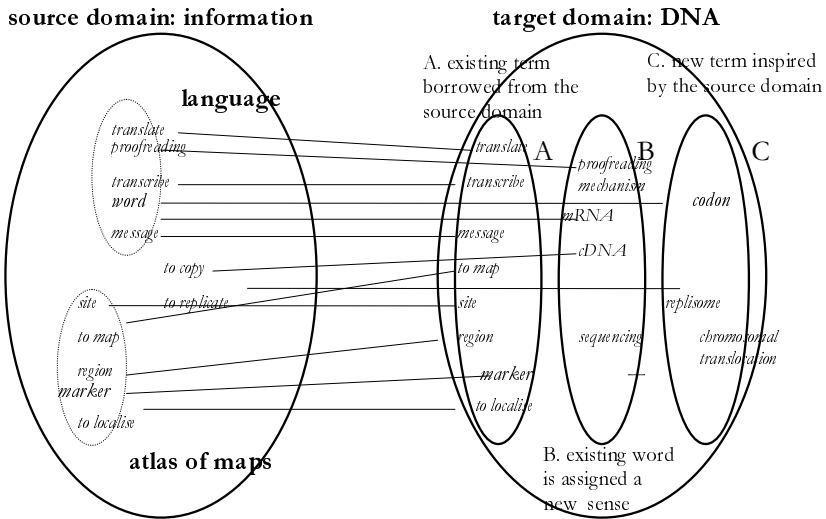 source domain: information
target domain: DNA
A. existing term
borrowed from the
source domain
C. new term inspired
by the source domain
language
translate
proofreading
transcribe
word
message
to copy
to replicate
site
to map
region
marker
to localise
atlas of maps
A
translate
transcribe
message
to map
site
region
marker
to localise
B
proofreading
mechanism
mRNA
cDNA
sequencing
C
codon
replisome
chromosomal
translocation
B. existing word
is assigned a
new sense